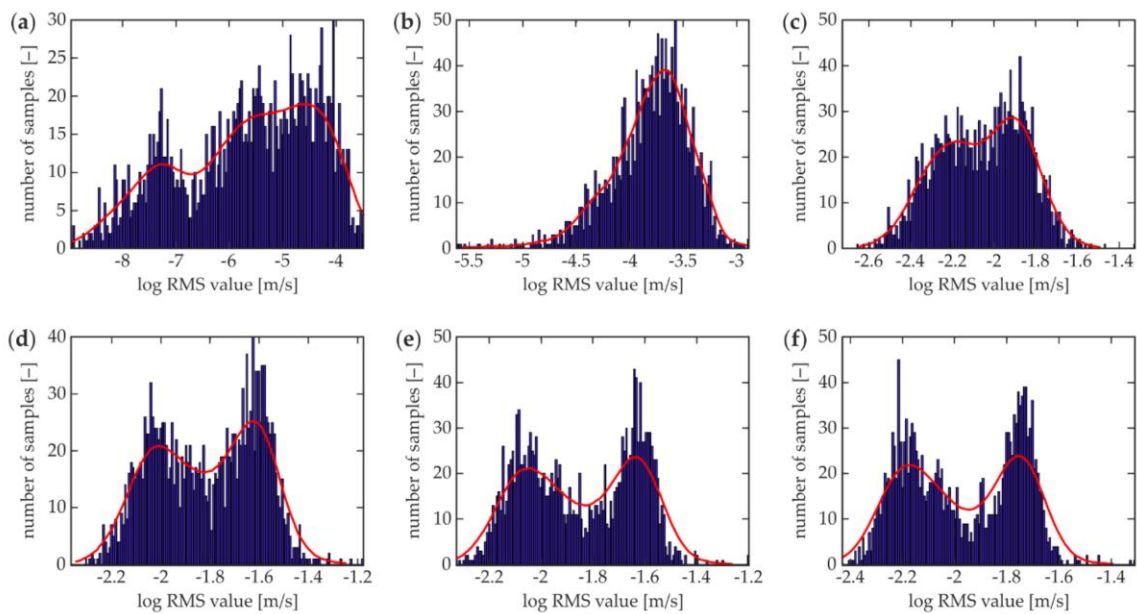 (a)
30
25
20
15
10
5
0
number of samples [–]
-8 -7 -6 -5 -4
log RMS value [m/s]
(b)
50
40
30
20
10
0
number of samples [–]
-5.5 -5 -4.5 -4 -3.5 -3
log RMS value [m/s]
(c)
50
40
30
20
10
0
number of samples [–]
-2.6 -2.4 -2.2 -2 -1.8 -1.6 -1.4
log RMS value [m/s]
(d)
40
30
20
10
0
number of samples [–]
-2.2 -2 -1.8 -1.6 -1.4 -1.2
log RMS value [m/s]
(e)
50
40
30
20
10
0
number of samples [–]
-2.2 -2 -1.8 -1.6 -1.4
log RMS value [m/s]
(f)
50
40
30
20
10
0
number of samples [–]
-2.4 -2.2 -2 -1.8 -1.6 -1.4
log RMS value [m/s]